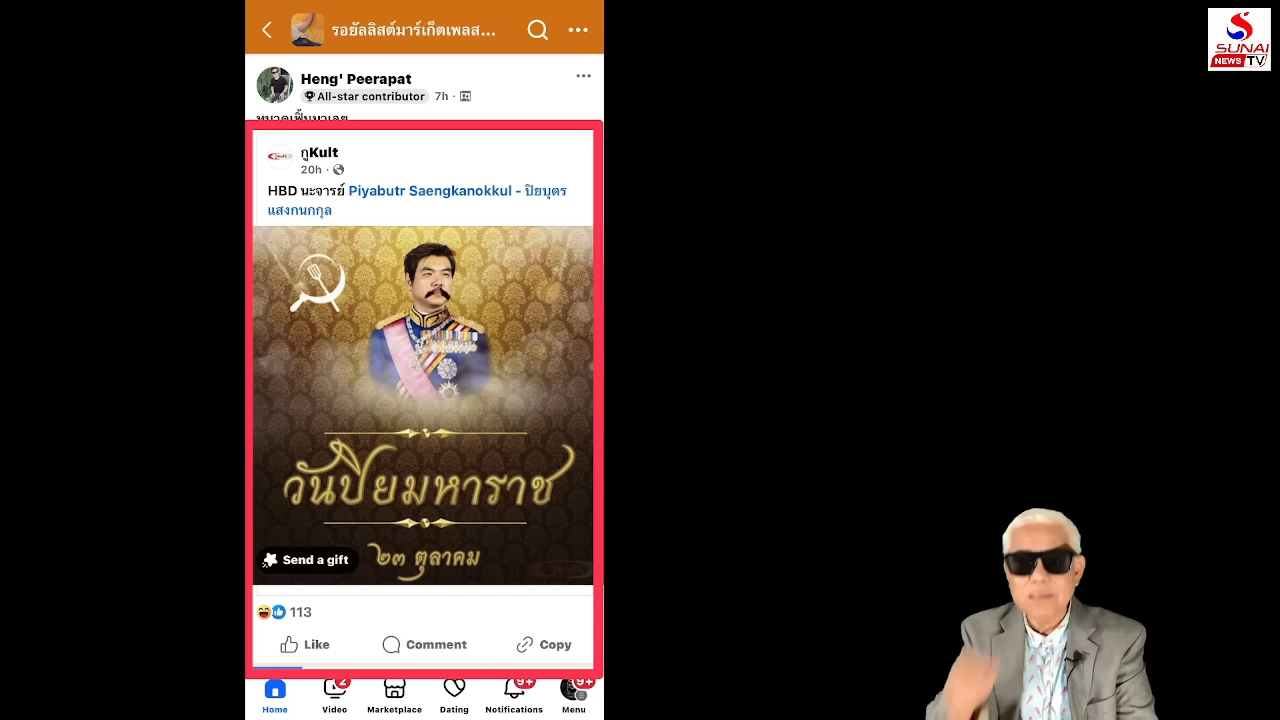 รอยัลลิสต์มาร์เก็ตเพลส...
SUNAI
NEWS TV
Heng' Peerapat
All-star contributor 7h ·
กูKult
20h ·
HBD นะจารย์ Piyabutr Saengkanokkul - ปิยบุตร
แสงกนกกุล
วันปิยมหาราช
๒๓ ตุลาคม
Send a gift
113
Like Comment Copy
2 9+ 9+
Home Video Marketplace Dating Notifications Menu